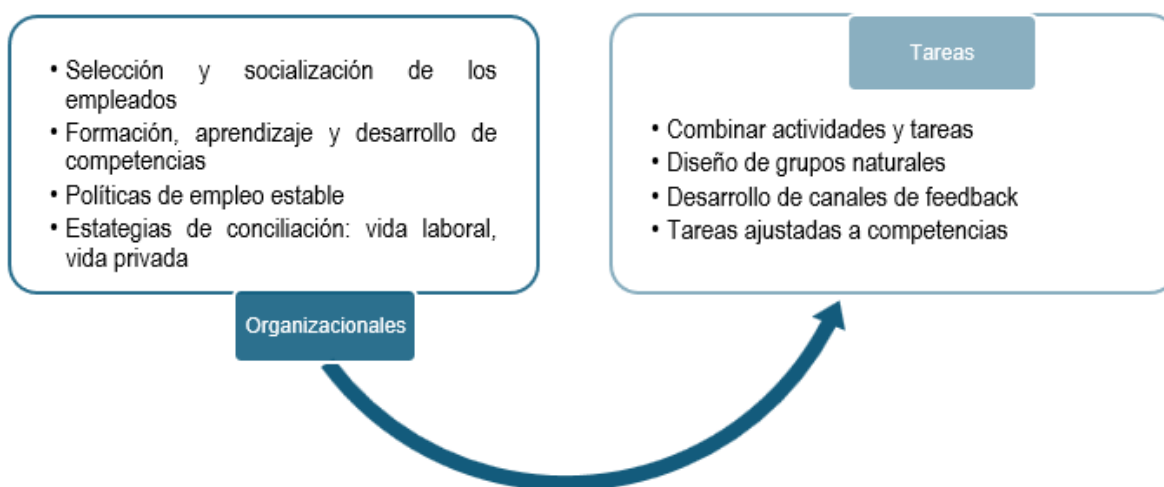 • Selección y socialización de los
empleados
• Formación, aprendizaje y desarrollo de
competencias
• Políticas de empleo estable
• Estategias de conciliación: vida laboral,
vida privada
Organizacionales
Tareas
• Combinar actividades y tareas
• Diseño de grupos naturales
• Desarrollo de canales de feedback
• Tareas ajustadas a competencias